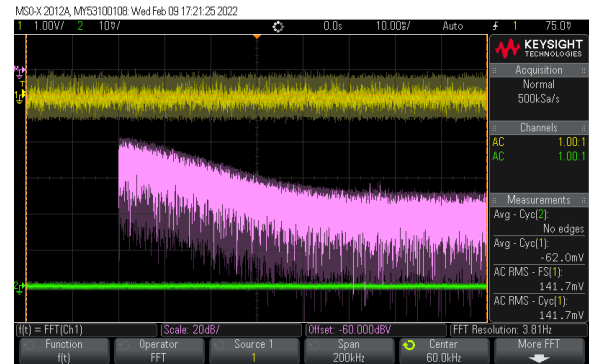 MSO-X 2012A, MY53100108: Wed Feb 09 17:21:25 2022
1 1.00V/ 2 10V/ 0.0s 10.00s/ Auto 1 75.0V
KEYSIGHT
TECHNOLOGIES
Acquisition
Normal
500kSa/s
Channels
AC 1.00:1
AC 1.00:1
Measurements
Avg - Cyc(2):
No edges
Avg - Cyc(1):
-62.0mV
AC RMS - FS(1):
141.7mV
AC RMS - Cyc(1):
141.7mV
f(t) = FFT(Ch1) Scale: 20dB/ Offset: -60.000dBV FFT Resolution: 3.81Hz
Function Operator Source 1 Span Center More FFT
f(t) FFT 1 200kHz 60.0kHz